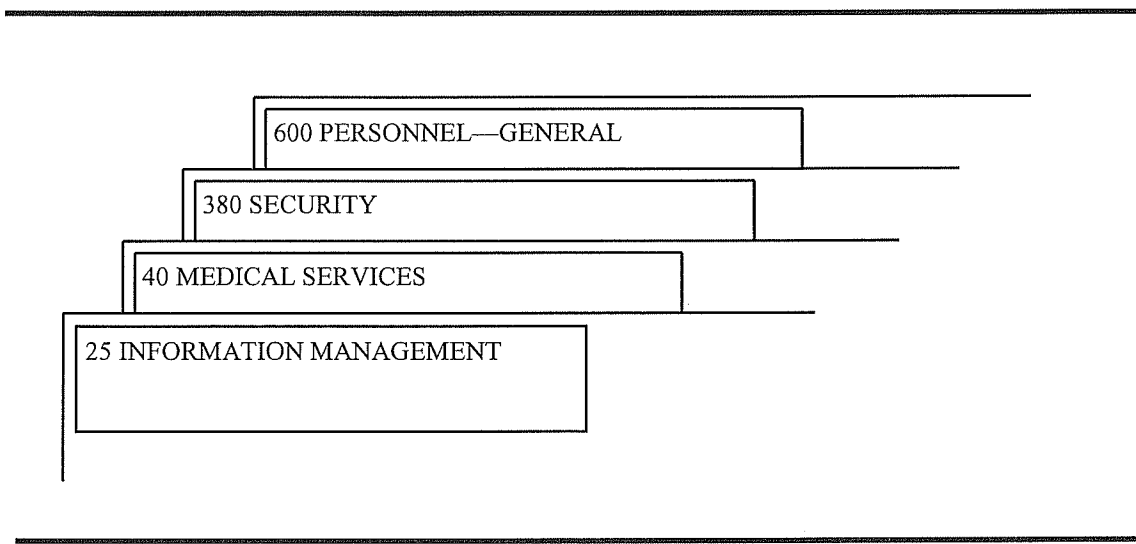 600 PERSONNEL—GENERAL
380 SECURITY
40 MEDICAL SERVICES
25 INFORMATION MANAGEMENT